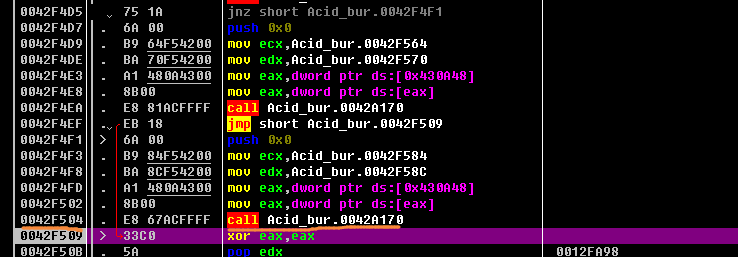 0042F4D5 75 1A jnz short Acid_bur.0042F4F1
0042F4D7 . 6A 00 push 0x0
0042F4D9 . B9 64F54200 mov ecx,Acid_bur.0042F564
0042F4DE . BA 70F54200 mov edx,Acid_bur.0042F570
0042F4E3 . A1 480A4300 mov eax,dword ptr ds:[0x430A48]
0042F4E8 . 8B00 mov eax,dword ptr ds:[eax]
0042F4EA . E8 81ACFFFF call Acid_bur.0042A170
0042F4EF . EB 18 jmp short Acid_bur.0042F509
0042F4F1 > 6A 00 push 0x0
0042F4F3 . B9 84F54200 mov ecx,Acid_bur.0042F584
0042F4F8 . BA 8CF54200 mov edx,Acid_bur.0042F58C
0042F4FD . A1 480A4300 mov eax,dword ptr ds:[0x430A48]
0042F502 . 8B00 mov eax,dword ptr ds:[eax]
0042F504 . E8 67ACFFFF call Acid_bur.0042A170
0042F509 > 33C0 xor eax,eax
0042F50B . 5A pop edx 0012FA98